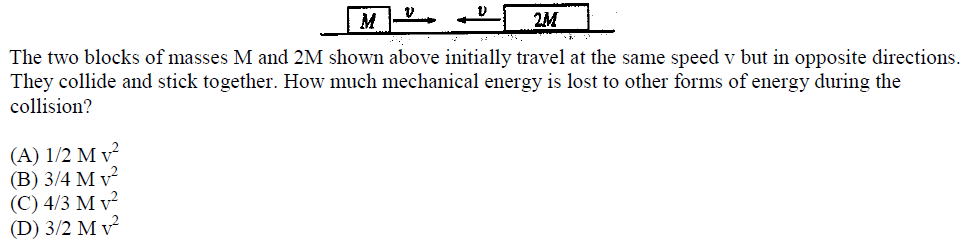 M v v 2M
The two blocks of masses M and 2M shown above initially travel at the same speed v but in opposite directions.
They collide and stick together. How much mechanical energy is lost to other forms of energy during the
collision?
(A) 1/2 M v²
(B) 3/4 M v²
(C) 4/3 M v²
(D) 3/2 M v²